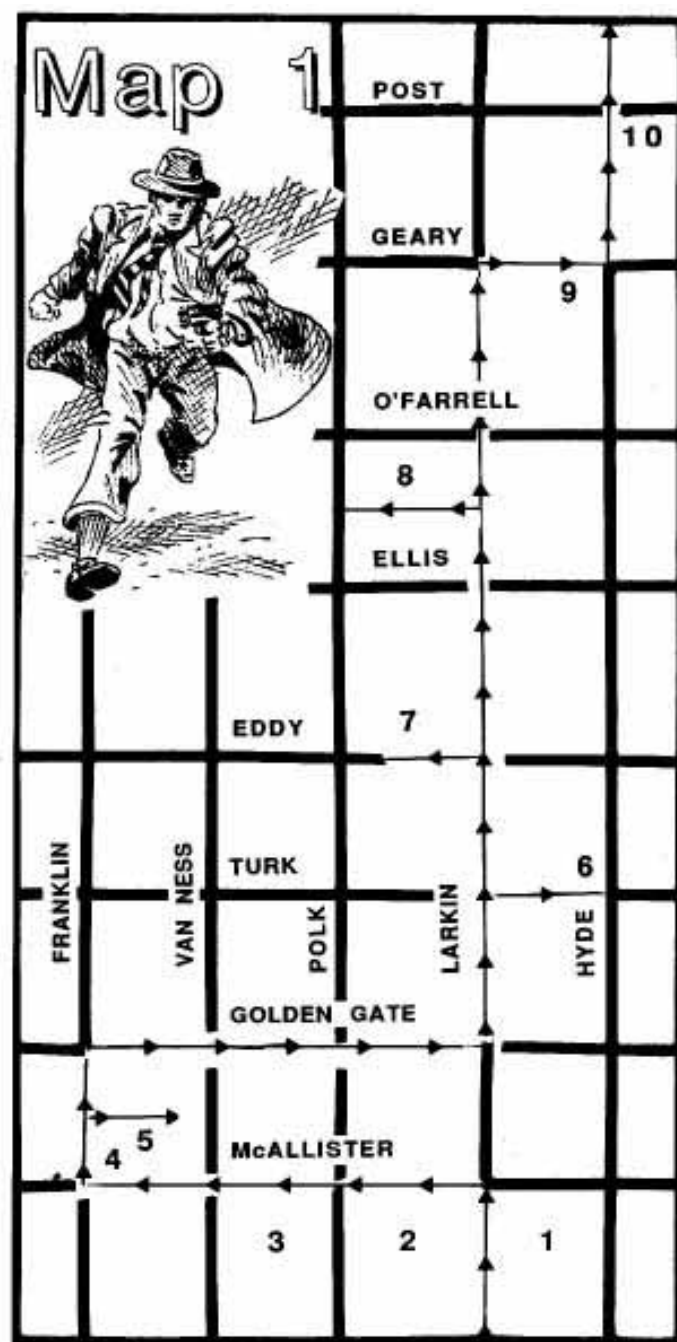 Map 1
POST
10
GEARY
9
O'FARRELL
8
ELLIS
EDDY
7
FRANKLIN
VAN NESS
TURK
POLK
LARKIN
6
HYDE
GOLDEN GATE
5
4
McALLISTER
3
2
1